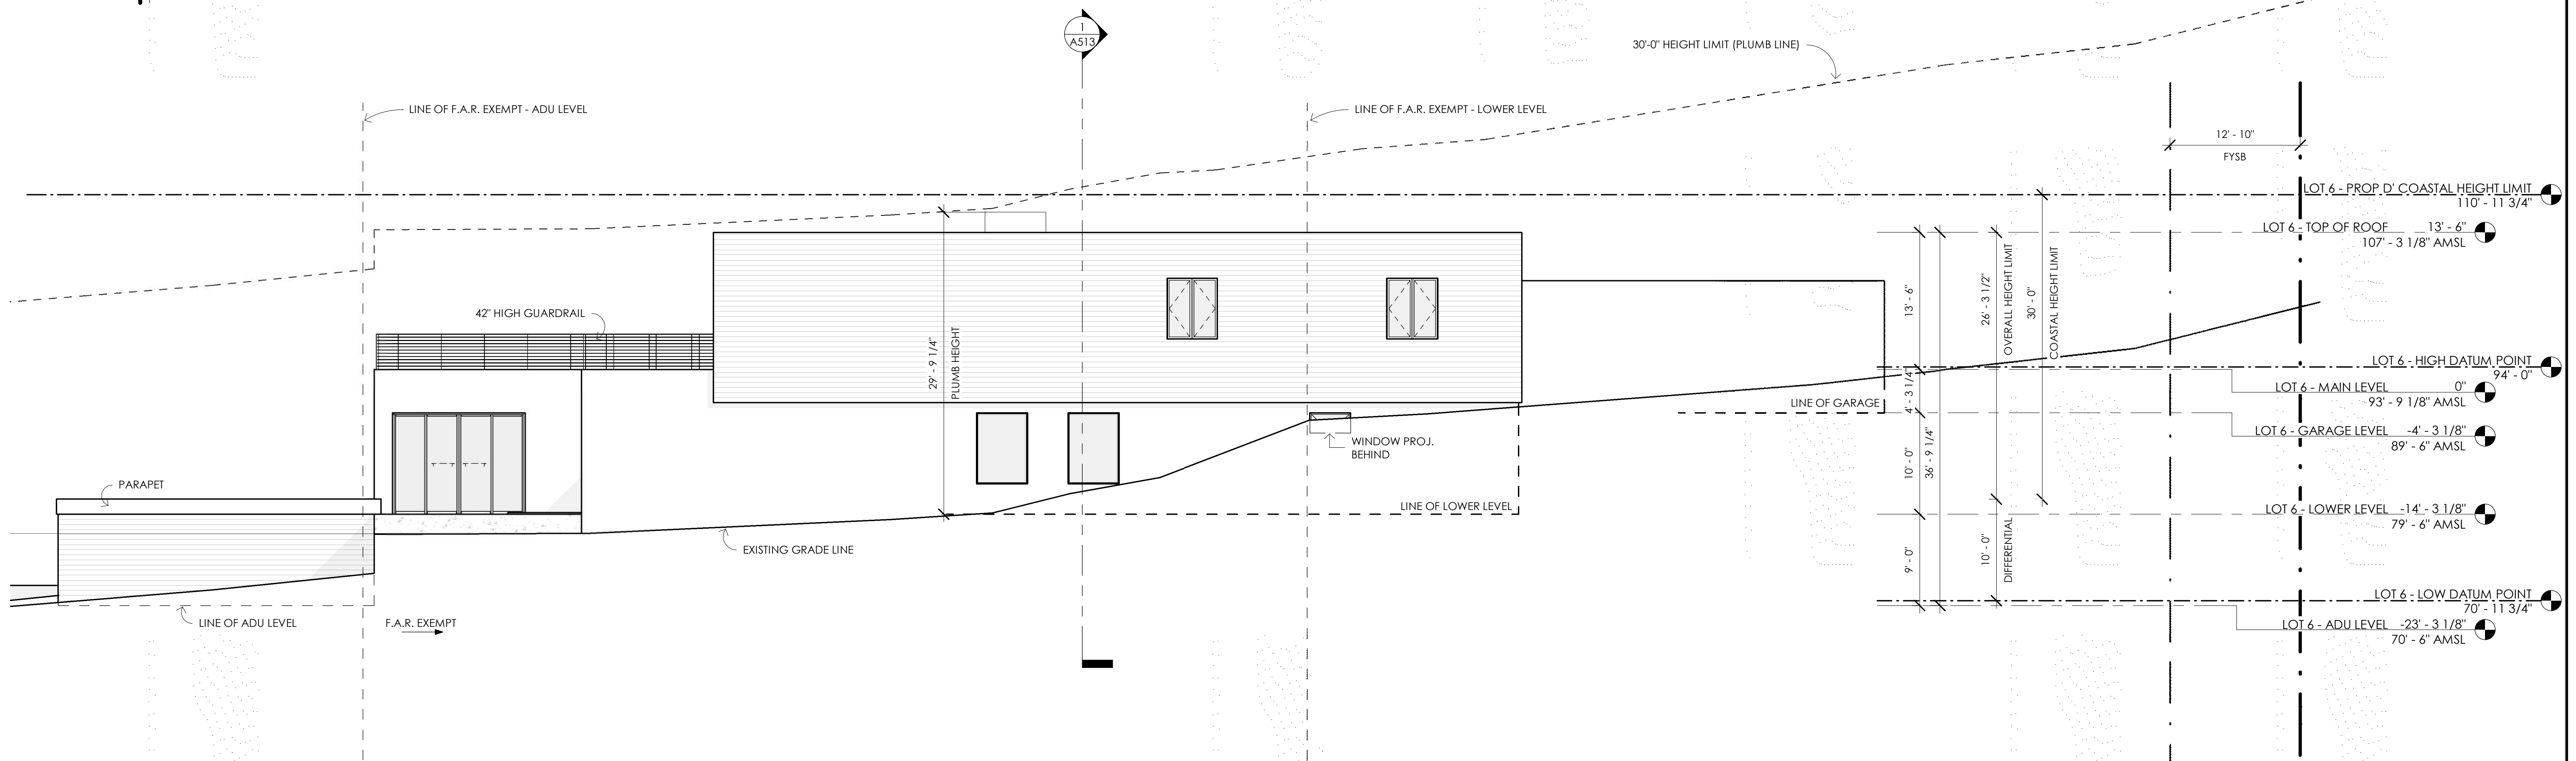 1
A513
30'-0" HEIGHT LIMIT (PLUMB LINE)
LINE OF F.A.R. EXEMPT - ADU LEVEL
LINE OF F.A.R. EXEMPT - LOWER LEVEL
12' - 10"
FYSB
LOT 6 - PROP D' COASTAL HEIGHT LIMIT
110' - 11 3/4"
LOT 6 - TOP OF ROOF 13' - 6"
107' - 3 1/8" AMSL
42" HIGH GUARDRAIL
29' - 9 1/4"
PLUMB HEIGHT
13' - 6"
26' - 3 1/2"
OVERALL HEIGHT LIMIT
30' - 0"
COASTAL HEIGHT LIMIT
LOT 6 - HIGH DATUM POINT
94' - 0"
LOT 6 - MAIN LEVEL 0"
93' - 9 1/8" AMSL
4' - 3 1/4"
LINE OF GARAGE
LOT 6 - GARAGE LEVEL -4' - 3 1/8"
89' - 6" AMSL
WINDOW PROJ.
BEHIND
10' - 0"
36' - 9 1/4"
PARAPET
LINE OF LOWER LEVEL
LOT 6 - LOWER LEVEL -14' - 3 1/8"
79' - 6" AMSL
EXISTING GRADE LINE
9' - 0"
10' - 0"
DIFFERENTIAL
LOT 6 - LOW DATUM POINT
70' - 11 3/4"
LINE OF ADU LEVEL
F.A.R. EXEMPT
LOT 6 - ADU LEVEL -23' - 3 1/8"
70' - 6" AMSL